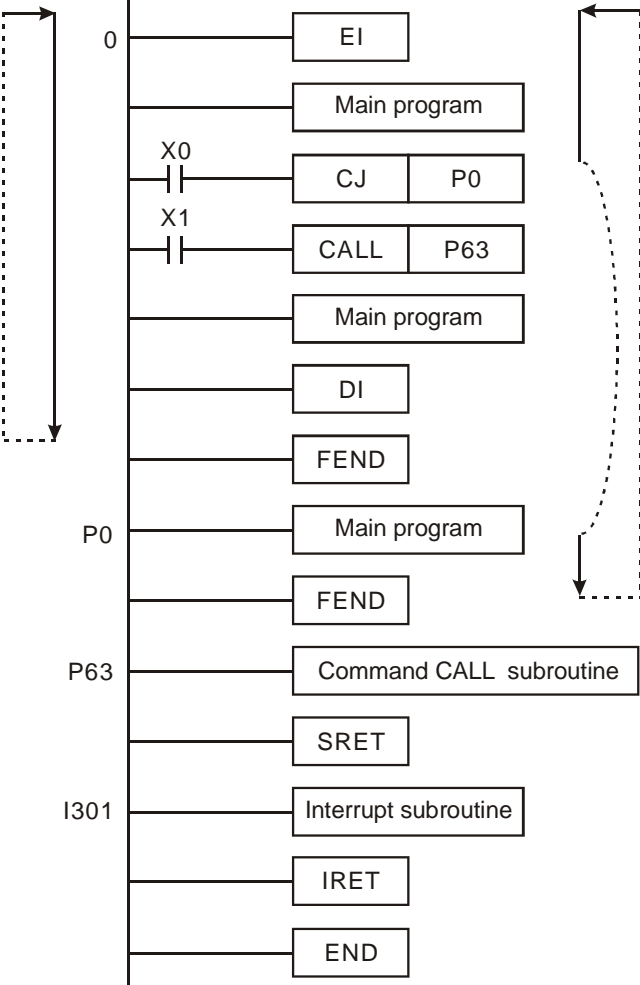 0 EI
Main program
X0
CJ P0
X1
CALL P63
Main program
DI
FEND
P0 Main program
FEND
P63 Command CALL subroutine
SRET
I301 Interrupt subroutine
IRET
END